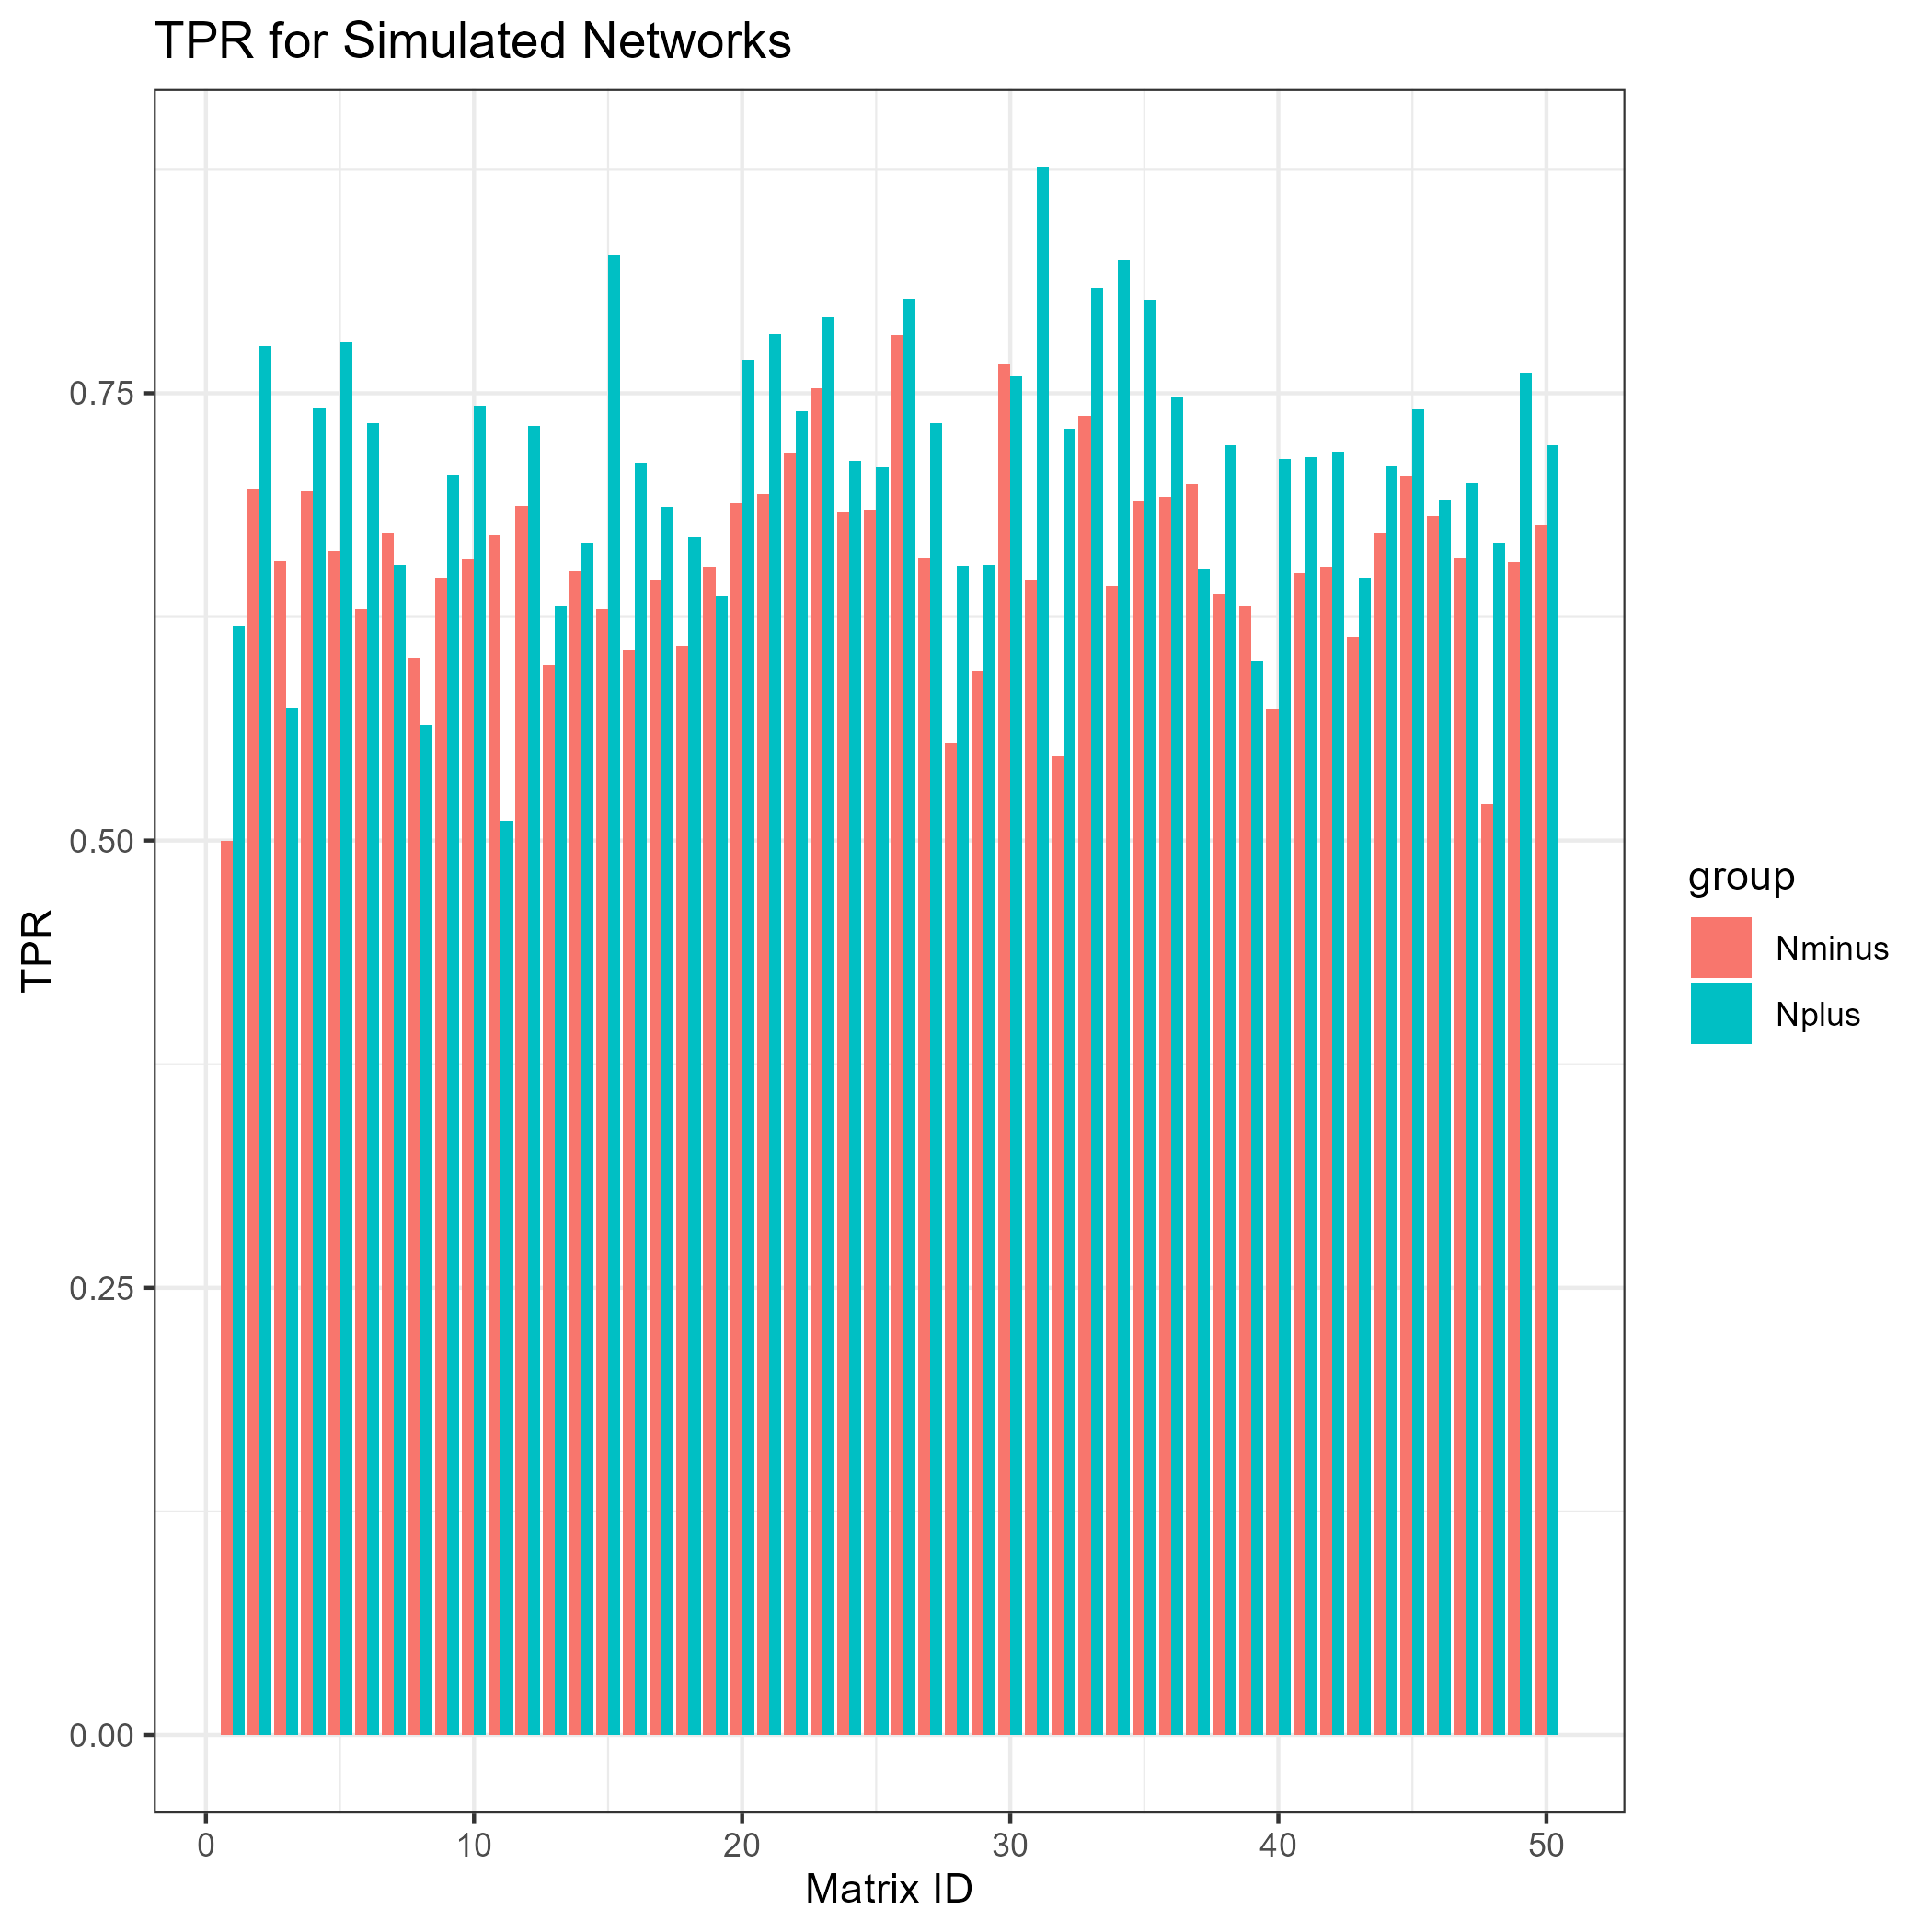 TPR for Simulated Networks
0.75
0.50
0.25
0.00
TPR
0 10 20 30 40 50
Matrix ID
group
Nminus
Nplus